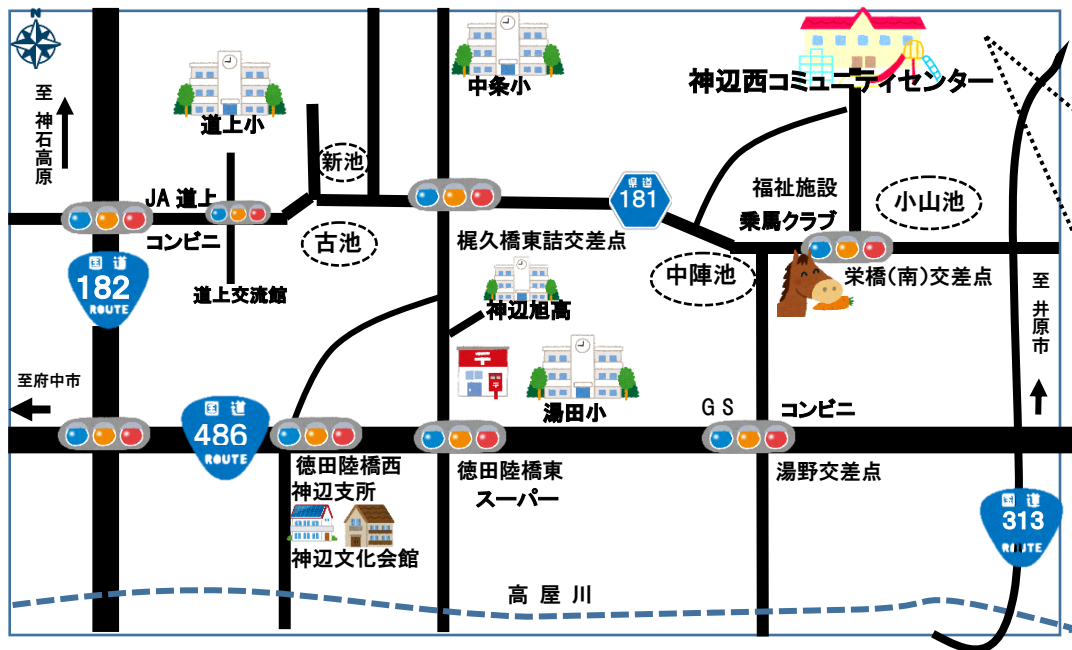 中条小
神辺西コミュニティセンター
至 神石高原
道上小
新池
JA 道上
コンビニ
古池
梶久橋東詰交差点
県道
181
福祉施設
乗馬クラブ
小山池
中陣池
栄橋(南)交差点
国道
182
ROUTE
道上交流館
神辺旭高
至 井原市
至府中市
〒
湯田小
国道
486
ROUTE
GS
コンビニ
徳田陸橋西
神辺支所
徳田陸橋東
スーパー
湯野交差点
国道
313
ROUTE
神辺文化会館
高屋川